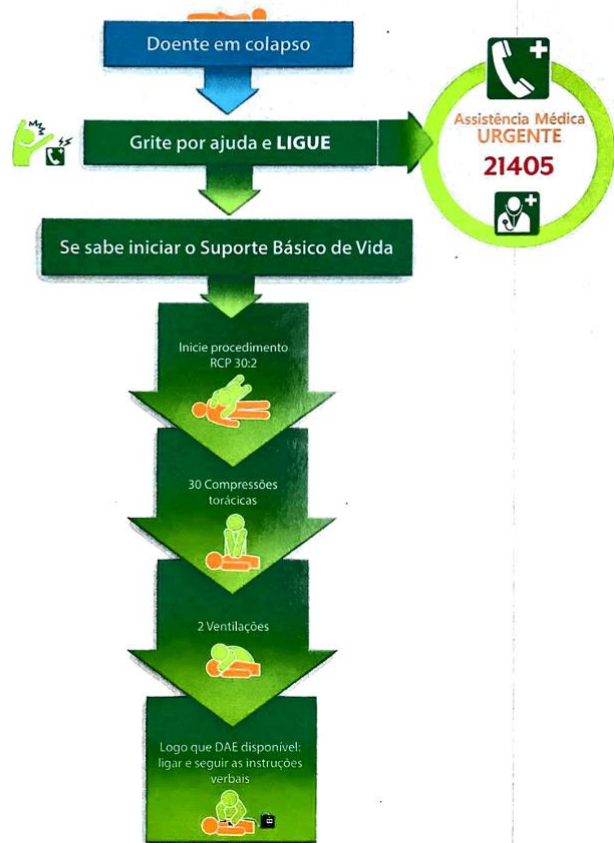 Doente em colapso
Grite por ajuda e LIGUE
Assistência Médica
URGENTE
21405
Se sabe iniciar o Suporte Básico de Vida
Inicie procedimento
RCP 30:2
30 Compressões
torácicas
2 Ventilações
Logo que DAE disponível:
ligar e seguir as instruções
verbais